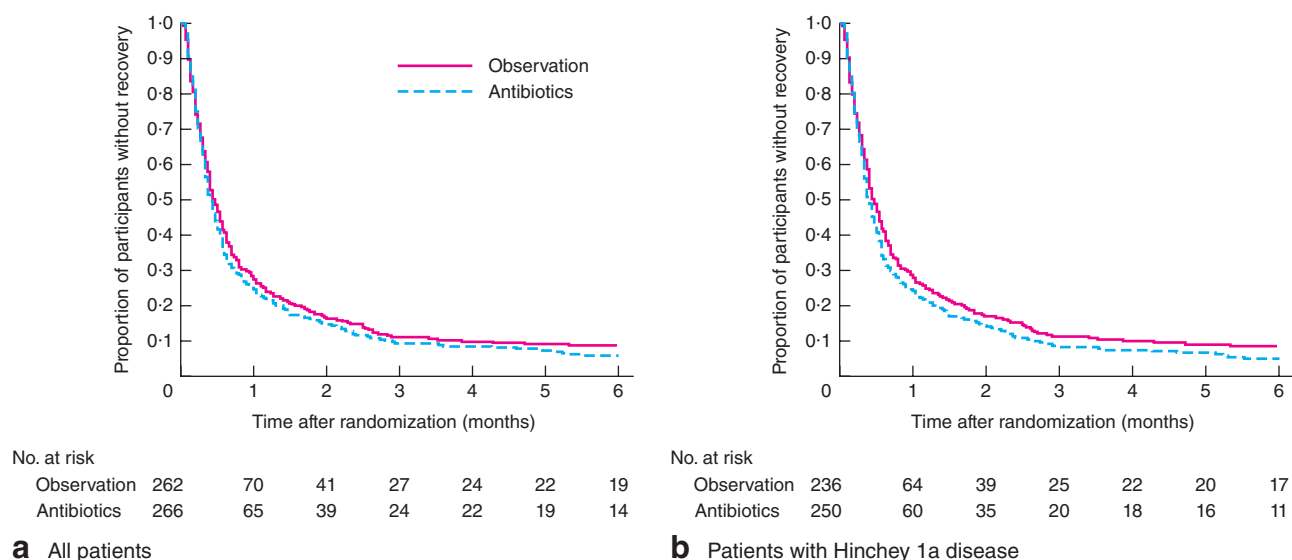 1·0
0·9
0·8
0·7
0·6
0·5
0·4
0·3
0·2
0·1
0 1 2 3 4 5 6
Proportion of participants without recovery
Time after randomization (months)
Observation
Antibiotics
No. at risk
Observation 262 70 41 27 24 22 19
Antibiotics 266 65 39 24 22 19 14
a All patients
1·0
0·9
0·8
0·7
0·6
0·5
0·4
0·3
0·2
0·1
0 1 2 3 4 5 6
Proportion of participants without recovery
Time after randomization (months)
No. at risk
Observation 236 64 39 25 22 20 17
Antibiotics 250 60 35 20 18 16 11
b Patients with Hinchey 1a disease